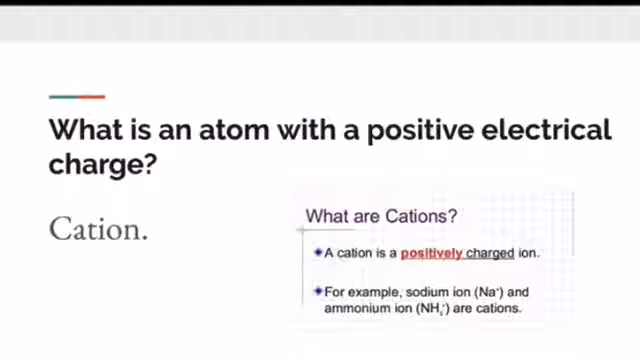 What is an atom with a positive electrical
charge?
Cation.
What are Cations?
A cation is a positively charged ion.
For example, sodium ion (Na⁺) and
ammonium ion (NH₄⁺) are cations.